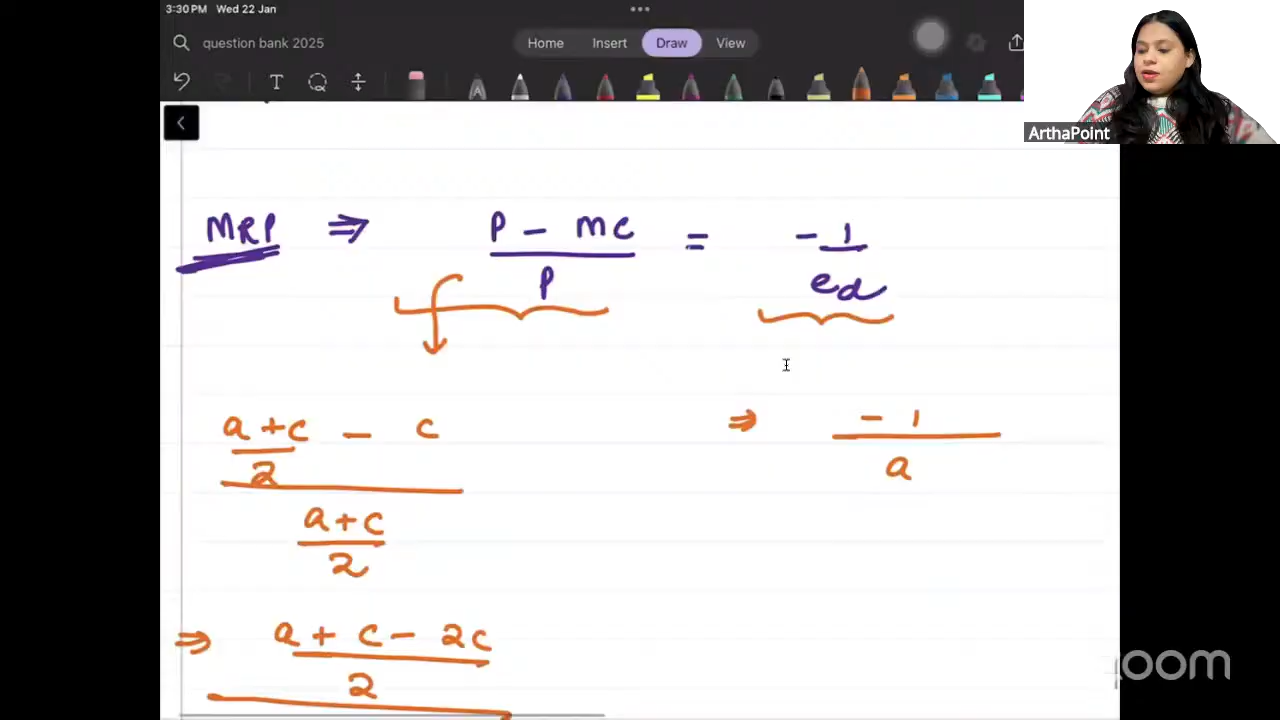 3:30 PM Wed 22 Jan
question bank 2025
Home Insert Draw View
ArthaPoint
MRP ⇒ P - MC / P = - 1 / ed
a + c / 2 - c
a + c / 2
⇒ - 1 / a
⇒ a + c - 2c / 2
zoom